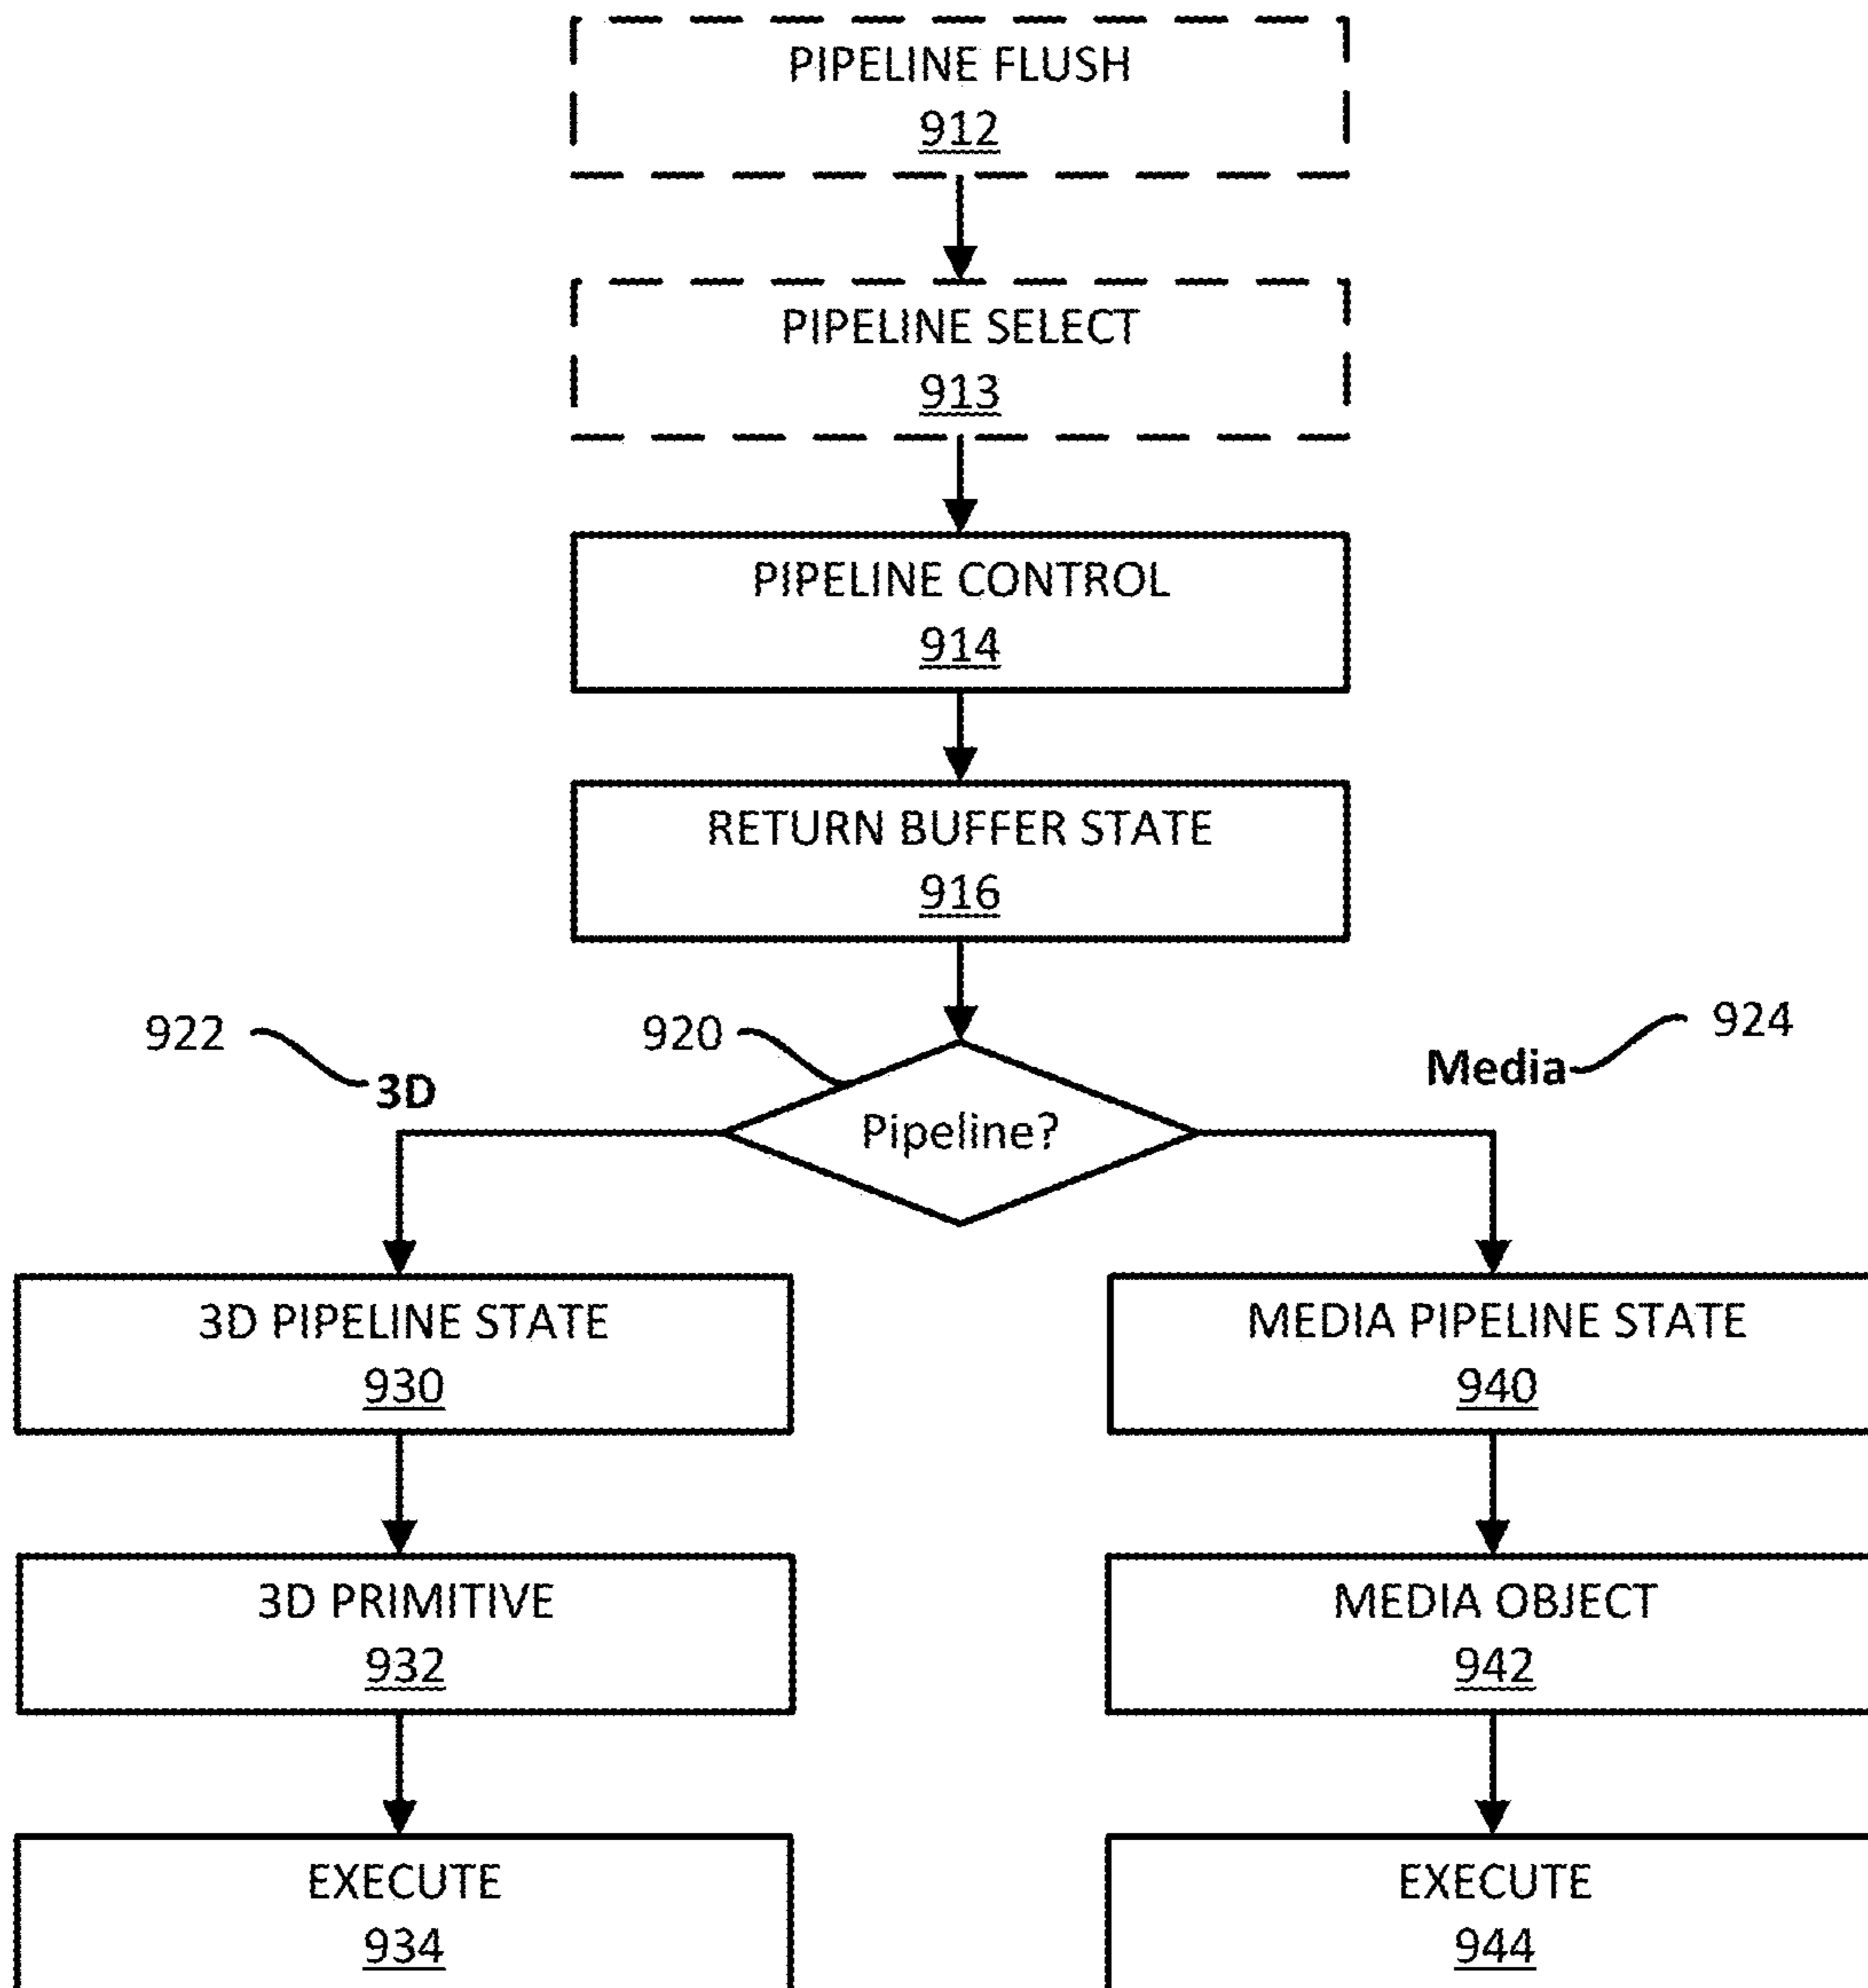 PIPELINE FLUSH
912
PIPELINE SELECT
913
PIPELINE CONTROL
914
RETURN BUFFER STATE
916
922
920
924
3D
Media
Pipeline?
3D PIPELINE STATE
930
MEDIA PIPELINE STATE
940
3D PRIMITIVE
932
MEDIA OBJECT
942
EXECUTE
934
EXECUTE
944